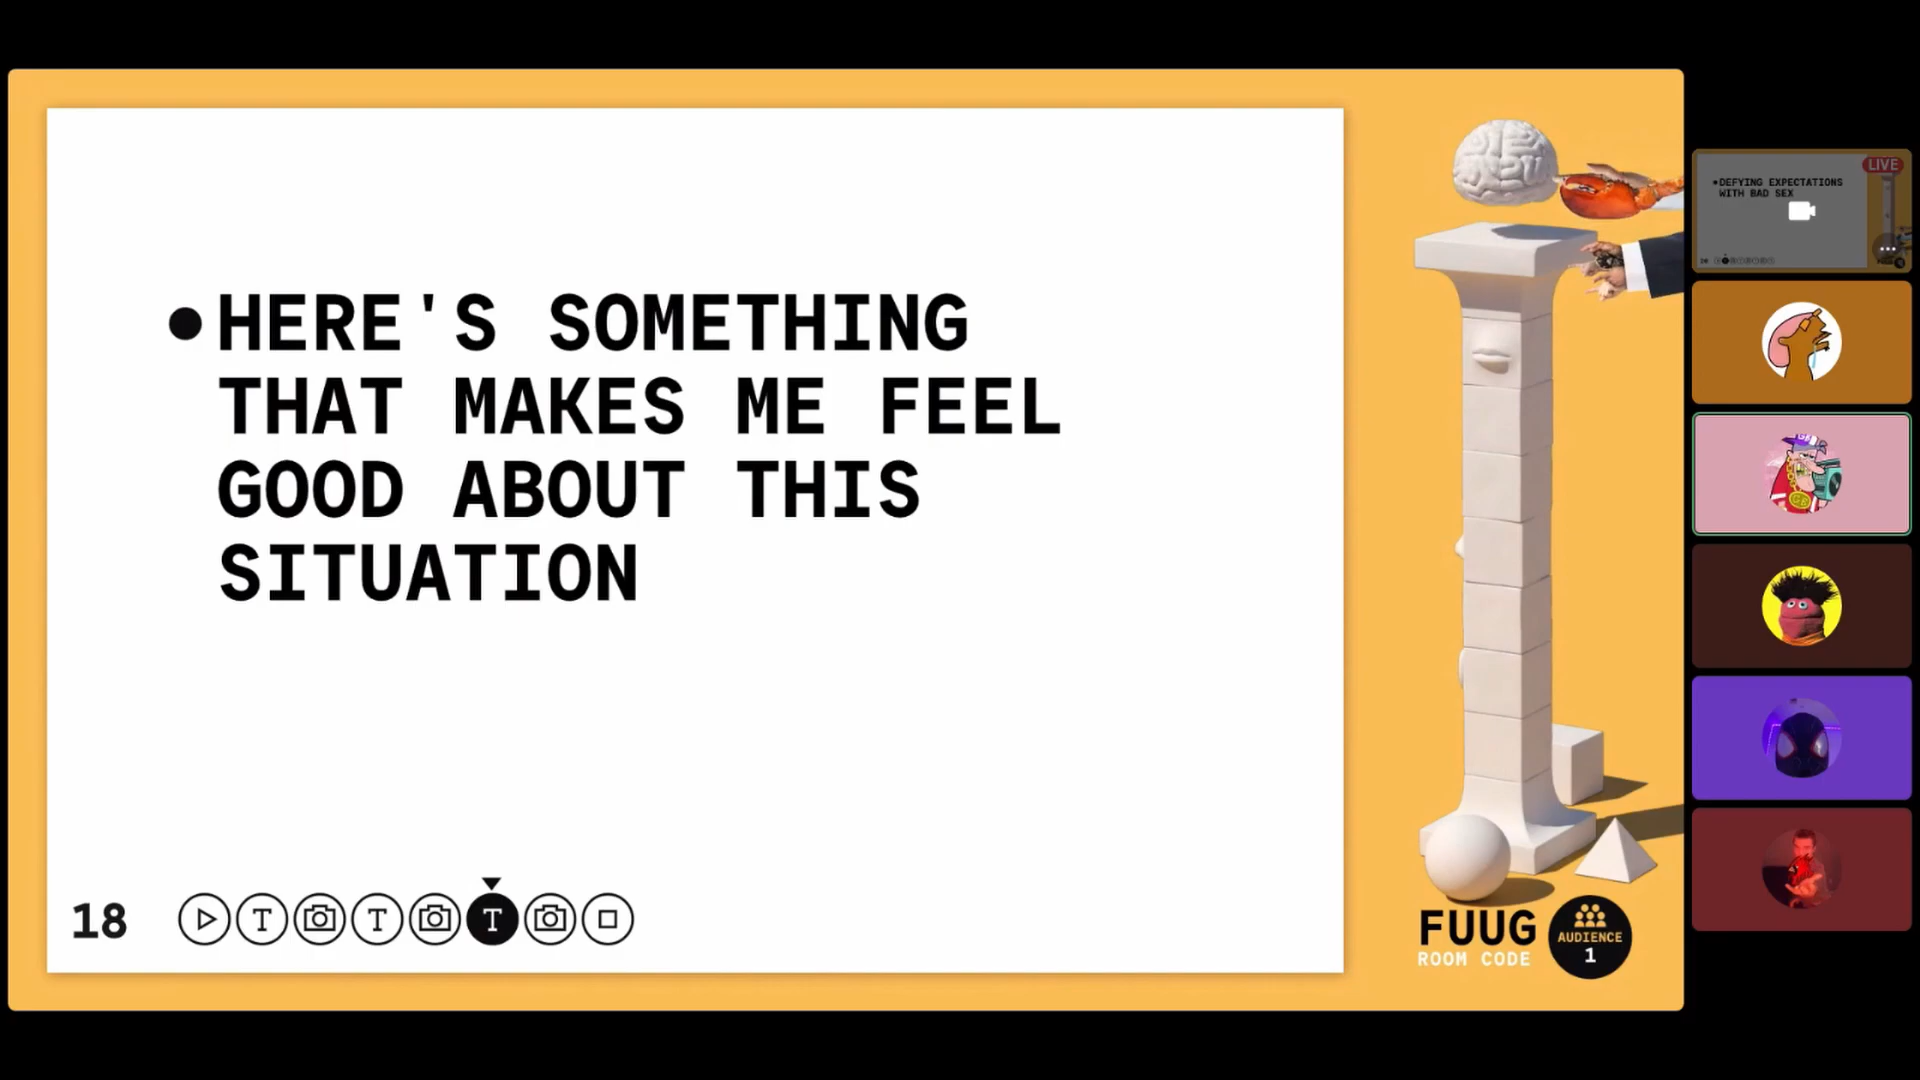 ●HERE'S SOMETHING
THAT MAKES ME FEEL
GOOD ABOUT THIS
SITUATION
18
T
T
T
FUUG
ROOM CODE
AUDIENCE
1
LIVE
●DEFYING EXPECTATIONS
WITH BAD SEX